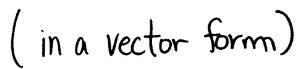 ( in a vector form)